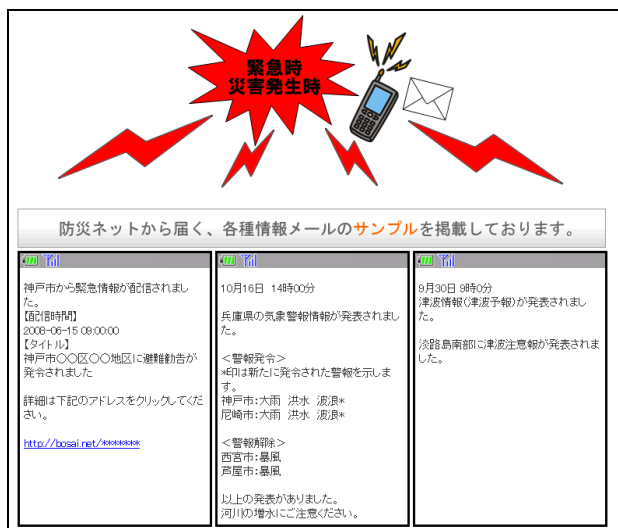 緊急時
災害発生時
防災ネットから届く、各種情報メールのサンプルを掲載しております。
神戸市から緊急情報が配信されまし
た。
【配信時間】
2008-06-15 09:00:00
【タイトル】
神戸市〇〇区〇〇地区に避難勧告が
発令されました
詳細は下記のアドレスをクリックしてくだ
さい。
http://bosai.net/*******
10月16日 14時00分
兵庫県の気象警報情報が発表されまし
た。
<警報発令>
*印は新たに発令された警報を示しま
す。
神戸市:大雨 洪水 波浪*
尼崎市:大雨 洪水 波浪*
<警報解除>
西宮市:暴風
芦屋市:暴風
以上の発表がありました。
河川の増水にご注意ください。
9月30日 9時0分
津波情報(津波予報)が発表されまし
た。
淡路島南部に津波注意報が発表されま
した。